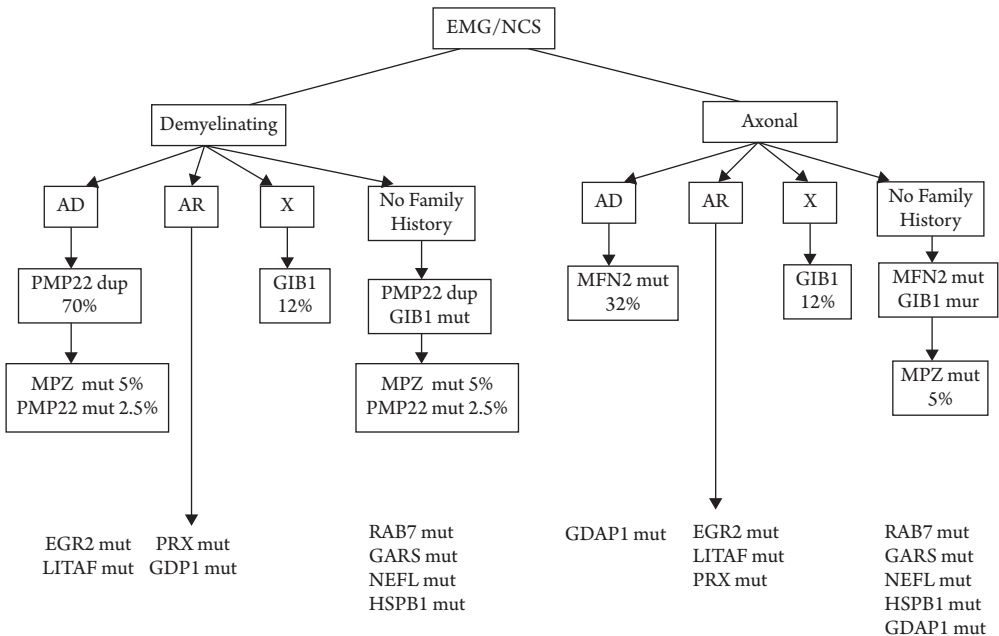 EMG/NCS
Demyelinating
Axonal
AD
AR
X
No Family
History
AD
AR
X
No Family
History
PMP22 dup
70%
GIB1
12%
PMP22 dup
GIB1 mut
MFN2 mut
32%
GIB1
12%
MFN2 mut
GIB1 mur
MPZ mut 5%
PMP22 mut 2.5%
MPZ mut 5%
PMP22 mut 2.5%
MPZ mut
5%
EGR2 mut
LITAF mut
PRX mut
GDP1 mut
RAB7 mut
GARS mut
NEFL mut
HSPB1 mut
GDAP1 mut
EGR2 mut
LITAF mut
PRX mut
RAB7 mut
GARS mut
NEFL mut
HSPB1 mut
GDAP1 mut